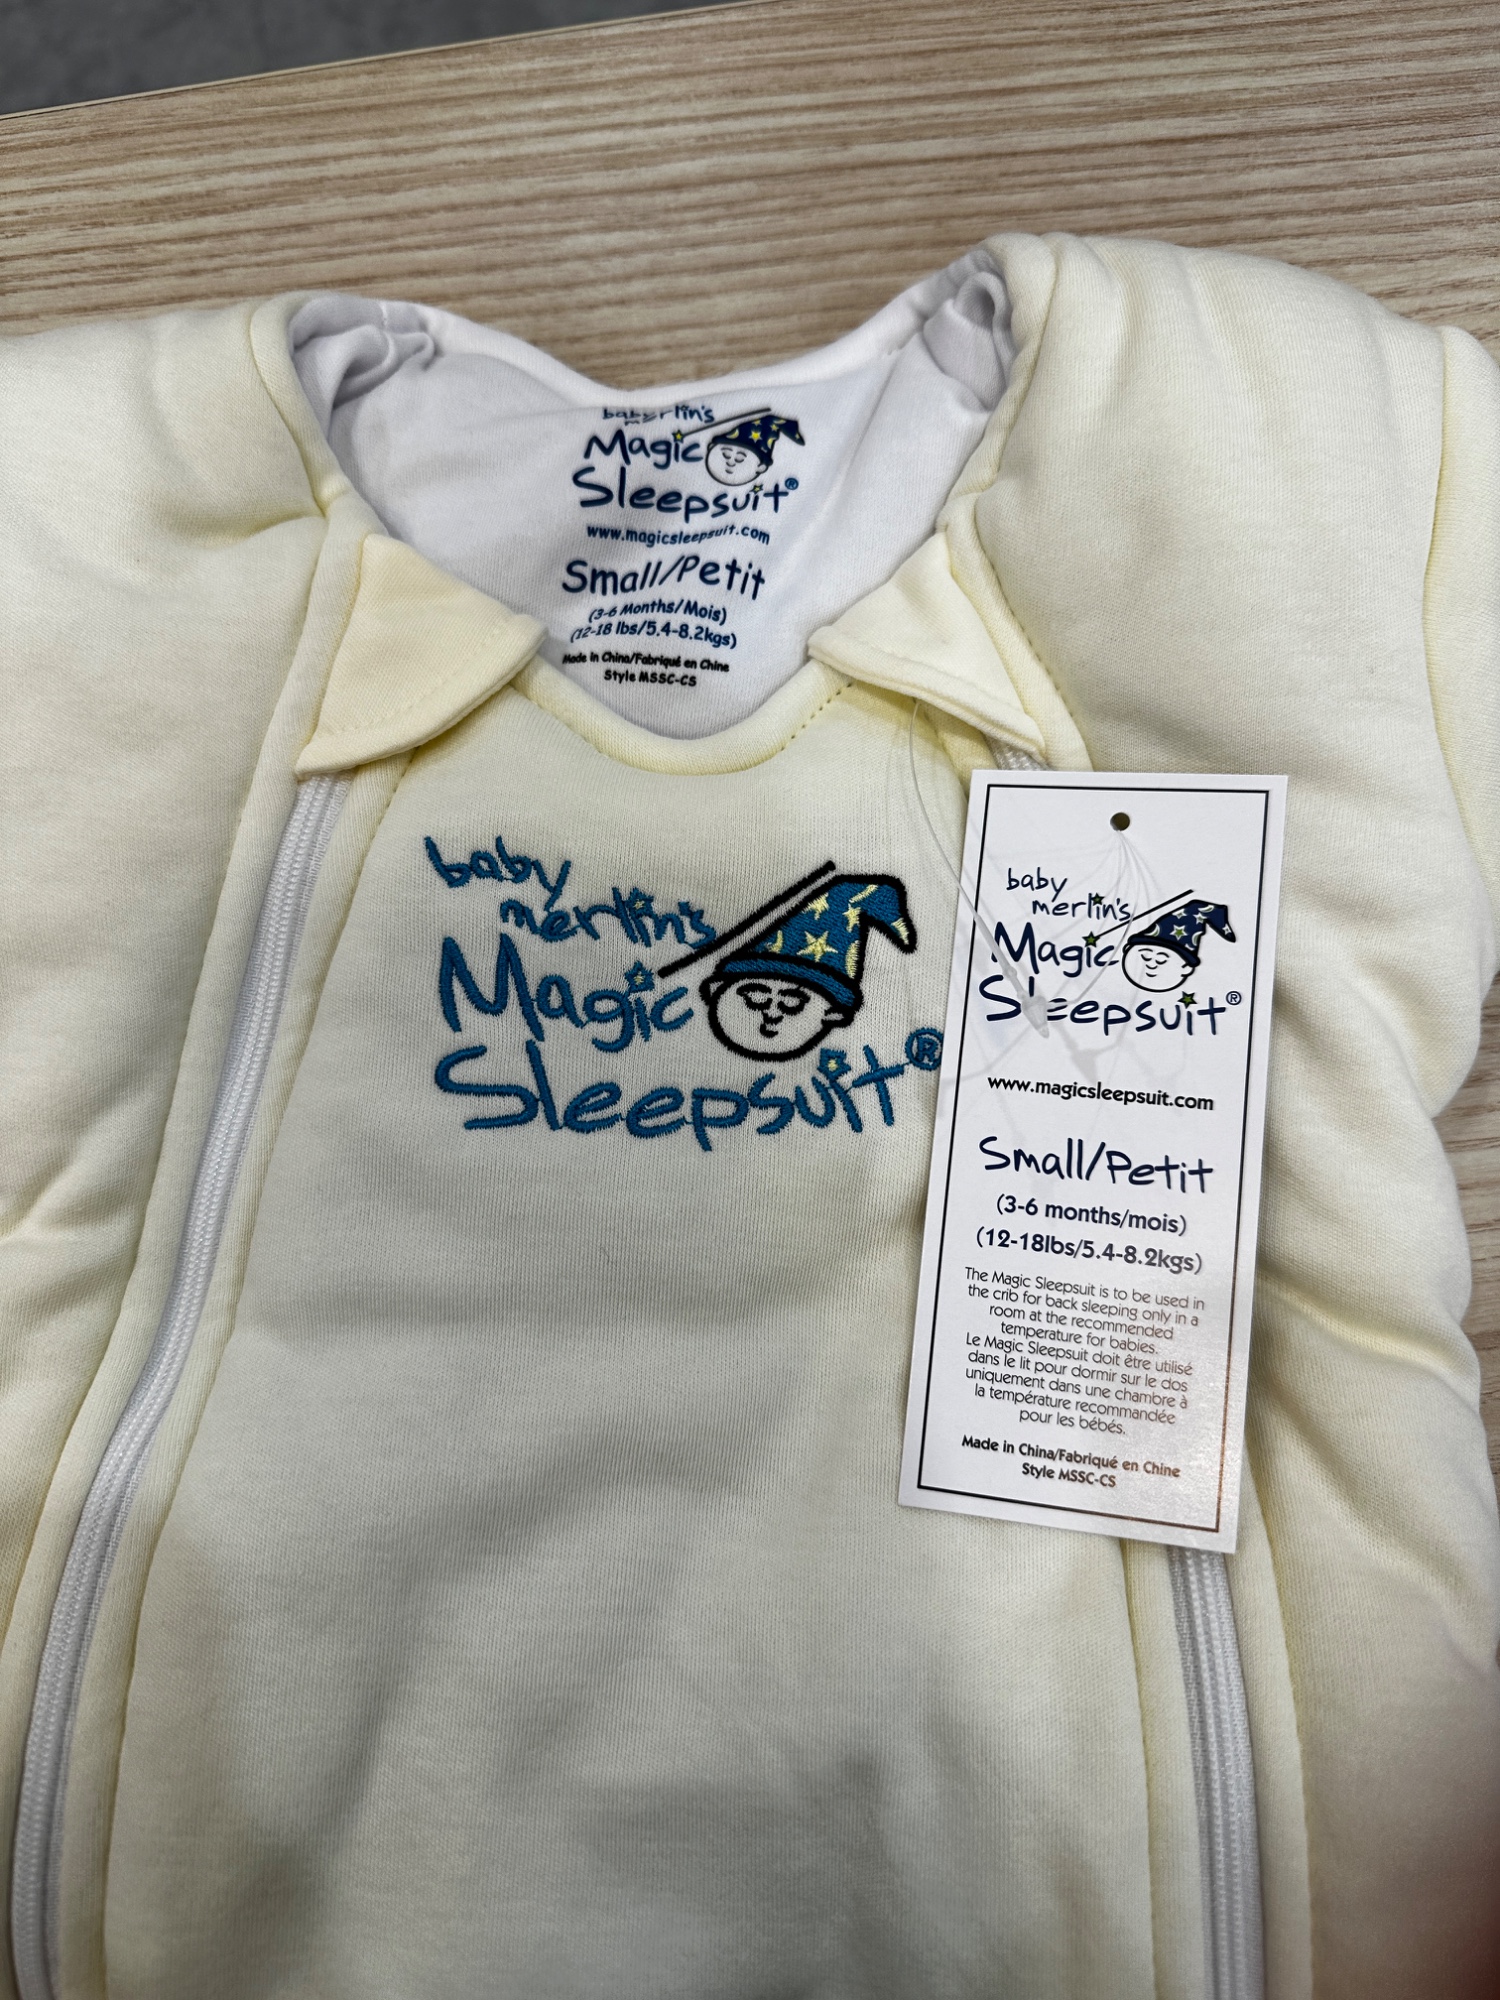 baby merlin's
Magic
Sleepsuit®
www.magicsleepsuit.com
Small/Petit
(3-6 Months/Mois)
(12-18 lbs/5.4-8.2kgs)
Made in China/Fabriqué en Chine
Style MSSC-CS
baby
merlin's
Magic
Sleepsuit®
baby
merlin's
Magic
Sleepsuit®
www.magicsleepsuit.com
Small/Petit
(3-6 months/mois)
(12-18lbs/5.4-8.2kgs)
The Magic Sleepsuit is to be used in
the crib for back sleeping only in a
room at the recommended
temperature for babies.
Le Magic Sleepsuit doit être utilisé
dans le lit pour dormir sur le dos
uniquement dans une chambre à
la température recommandée
pour les bébés.
Made in China/Fabriqué en Chine
Style MSSC-CS